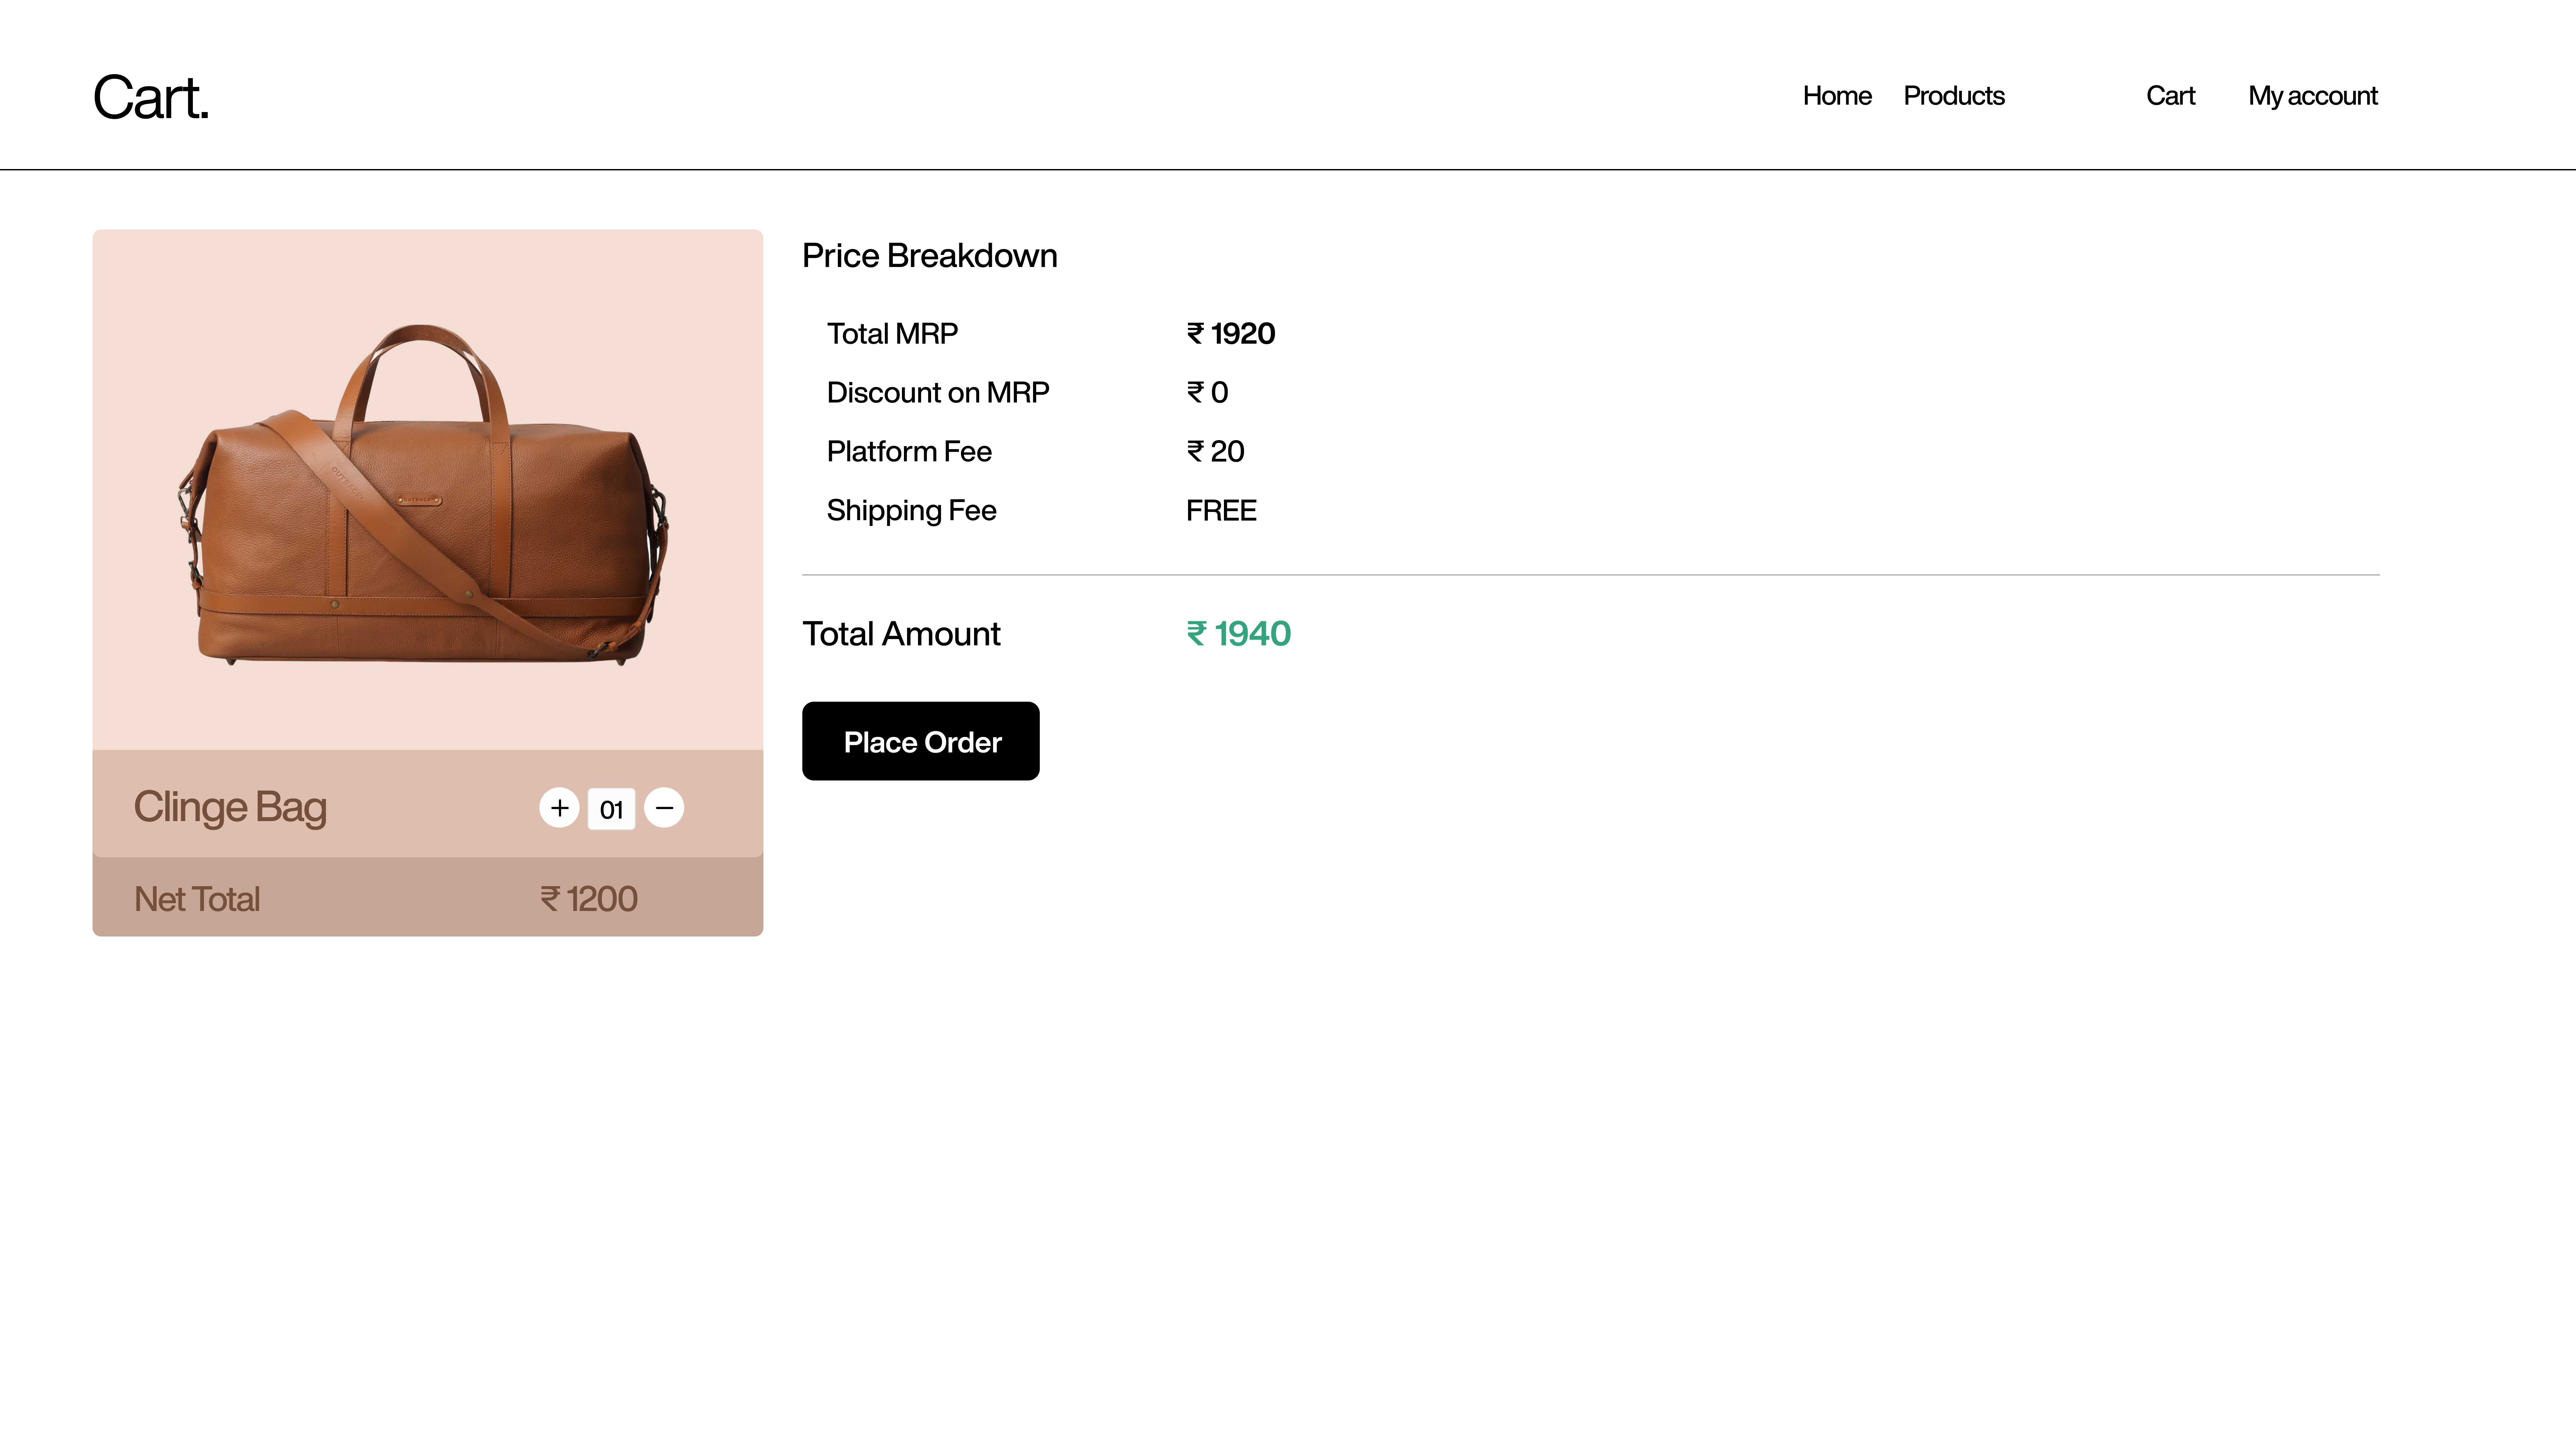 Cart.
Home Products Cart My account
Price Breakdown
Total MRP ₹ 1920
Discount on MRP ₹ 0
Platform Fee ₹ 20
Shipping Fee FREE
Total Amount ₹ 1940
Place Order
Clinge Bag + 01 −
Net Total ₹ 1200